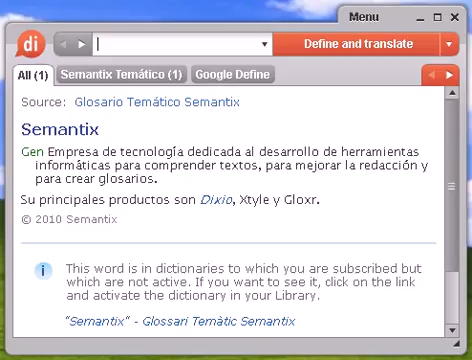 Menu
di
Define and translate
All (1)
Semantix Temático (1)
Google Define
Source: Glosario Temático Semantix
Semantix
Gen Empresa de tecnología dedicada al desarrollo de herramientas
informáticas para comprender textos, para mejorar la redacción y
para crear glosarios.
Su principales productos son Dixio, Xtyle y Gloxr.
© 2010 Semantix
i
This word is in dictionaries to which you are subscribed but
which are not active. If you want to see it, click on the link
and activate the dictionary in your Library.
"Semantix" - Glossari Temàtic Semantix